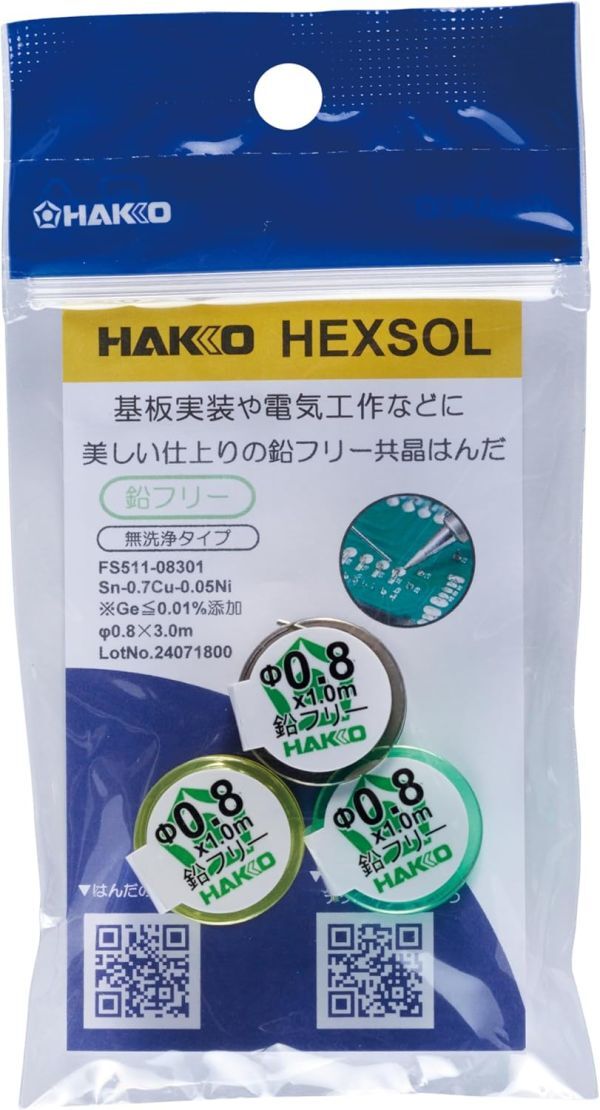 HAKKO
HAKKO HEXSOL
基板実装や電気工作などに
美しい仕上りの鉛フリー共晶はんだ
鉛フリー
無洗浄タイプ
FS511-08301
Sn-0.7Cu-0.05Ni
※Ge≦0.01%添加
φ0.8×3.0m
LotNo.24071800
Φ0.8
x1.0m
鉛フリー
HAKKO
Φ0.8
x1.0m
鉛フリー
HAKKO
Φ0.8
x1.0m
鉛フリー
HAKKO
▼はんだの